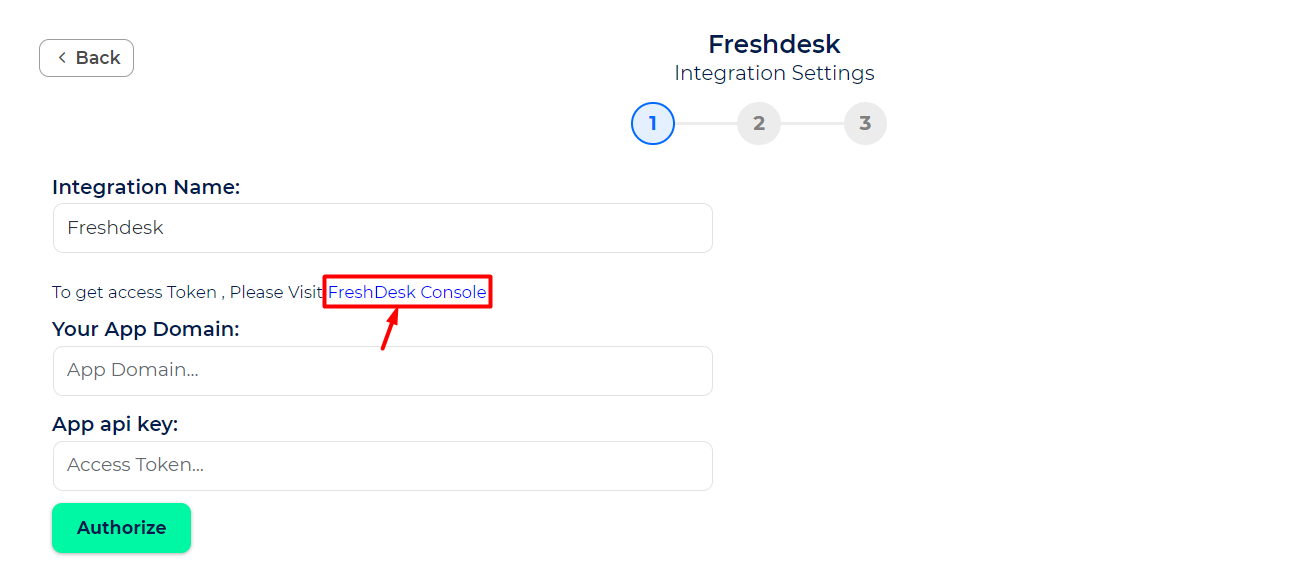 Back
Freshdesk
Integration Settings
1 2 3
Integration Name:
Freshdesk
To get access Token , Please Visit FreshDesk Console
Your App Domain:
App Domain...
App api key:
Access Token...
Authorize